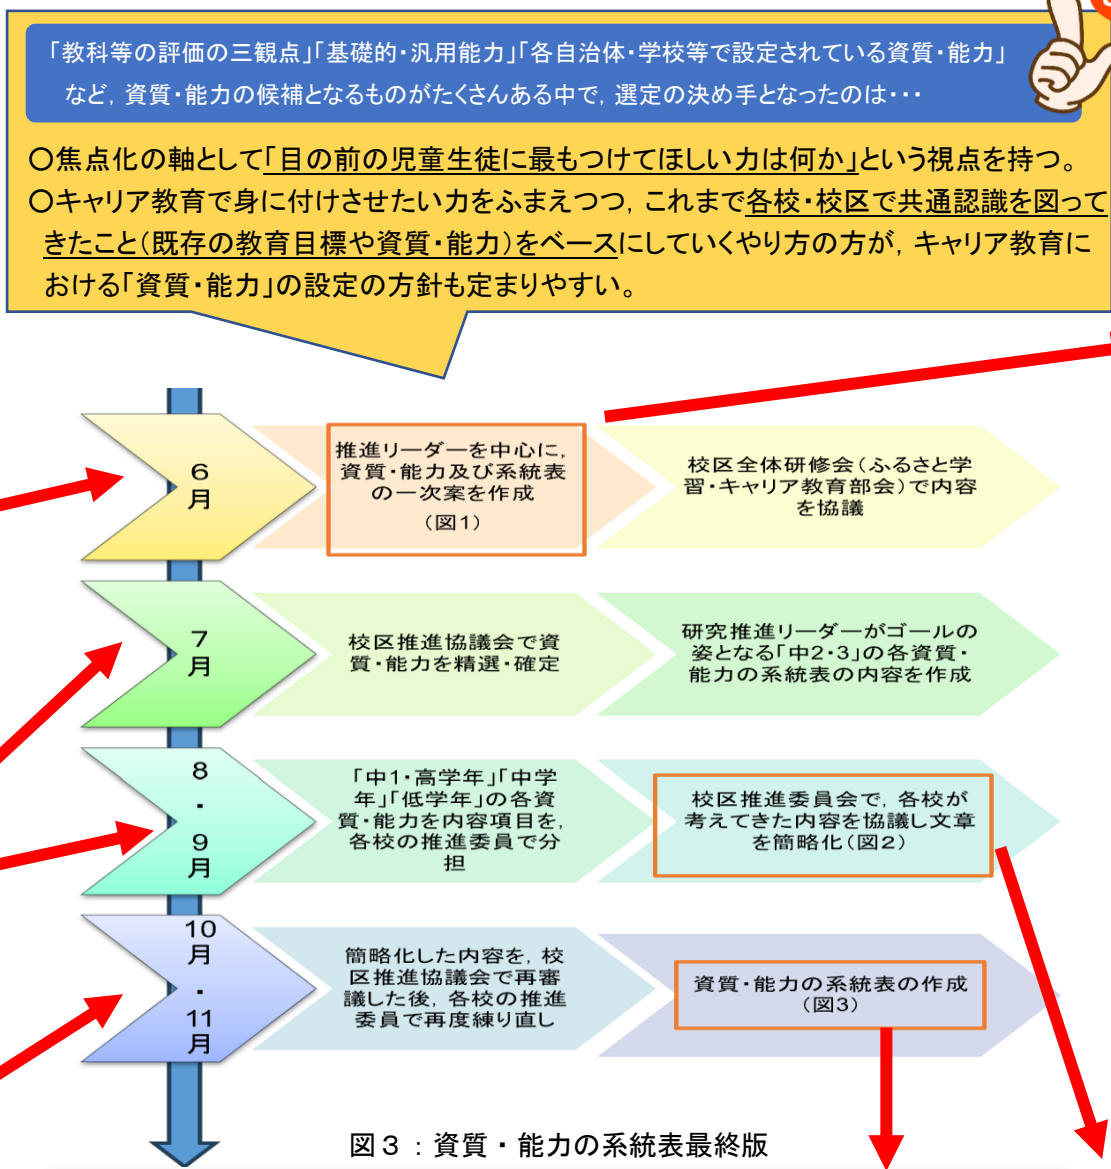 「教科等の評価の三観点」「基礎的・汎用能力」「各自治体・学校等で設定されている資質・能力」
など，資質・能力の候補となるものがたくさんある中で，選定の決め手となったのは・・・
〇焦点化の軸として「目の前の児童生徒に最もつけてほしい力は何か」という視点を持つ。
〇キャリア教育で身に付けさせたい力をふまえつつ，これまで各校・校区で共通認識を図って
きたこと（既存の教育目標や資質・能力）をベースにしていくやり方の方が，キャリア教育に
おける「資質・能力」の設定の方針も定まりやすい。
6
月
推進リーダーを中心に，
資質・能力及び系統表
の一次案を作成
（図1）
校区全体研修会（ふるさと学
習・キャリア教育部会）で内容
を協議
7
月
校区推進協議会で資
質・能力を精選・確定
研究推進リーダーがゴールの
姿となる「中2・3」の各資質・
能力の系統表の内容を作成
8
・
9
月
「中1・高学年」「中学
年」「低学年」の各資
質・能力を内容項目を，
各校の推進委員で分
担
校区推進委員会で，各校が
考えてきた内容を協議し文章
を簡略化（図2）
10
月
・
11
月
簡略化した内容を，校
区推進協議会で再審
議した後，各校の推進
委員で再度練り直し
資質・能力の系統表の作成
（図3）
図３：資質・能力の系統表最終版